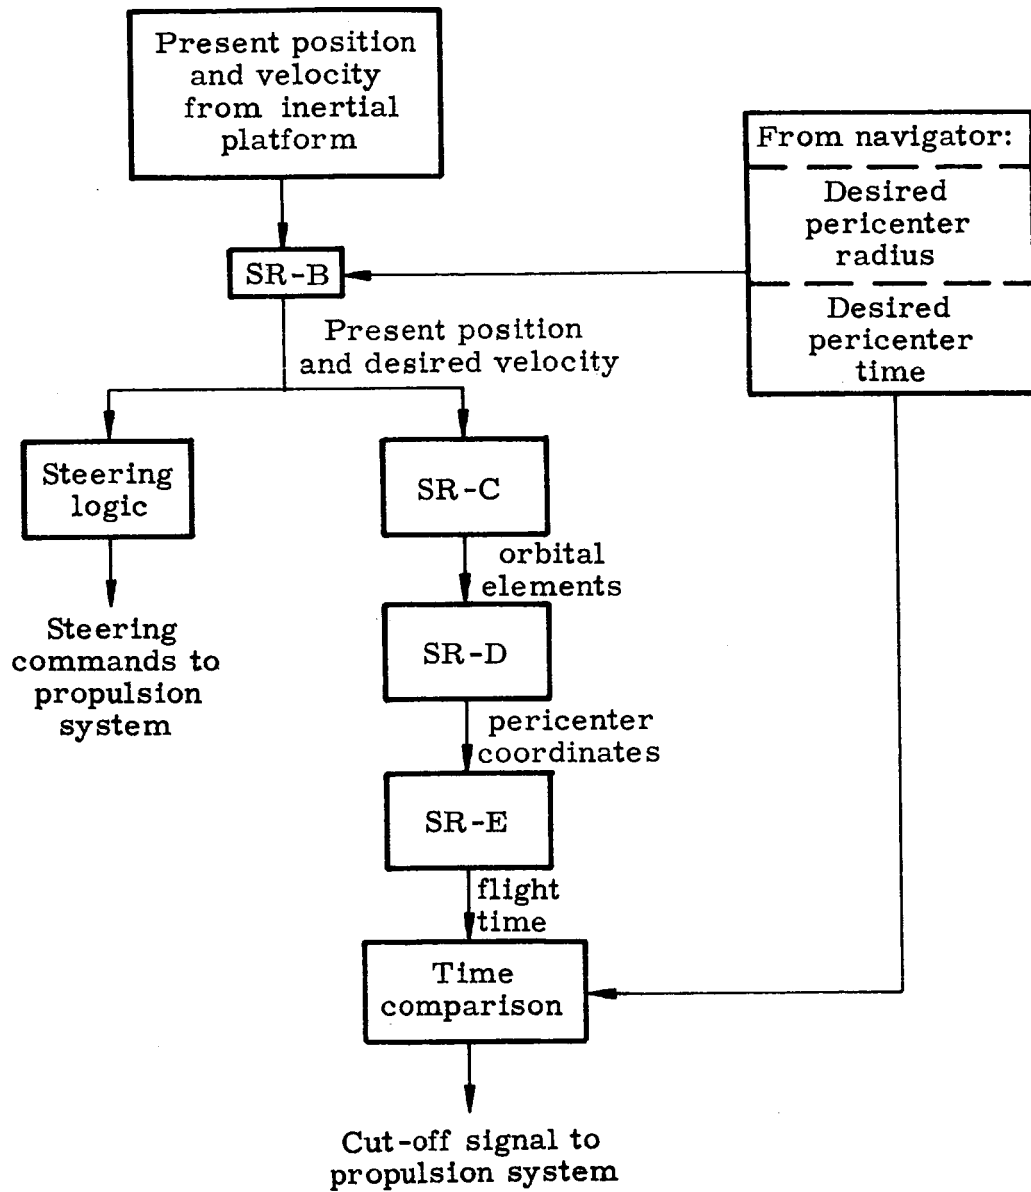 Present position
and velocity
from inertial
platform
From navigator:
Desired
pericenter
radius
Desired
pericenter
time
SR-B
Present position
and desired velocity
Steering
logic
SR-C
orbital
elements
Steering
commands to
propulsion
system
SR-D
pericenter
coordinates
SR-E
flight
time
Time
comparison
Cut-off signal to
propulsion system